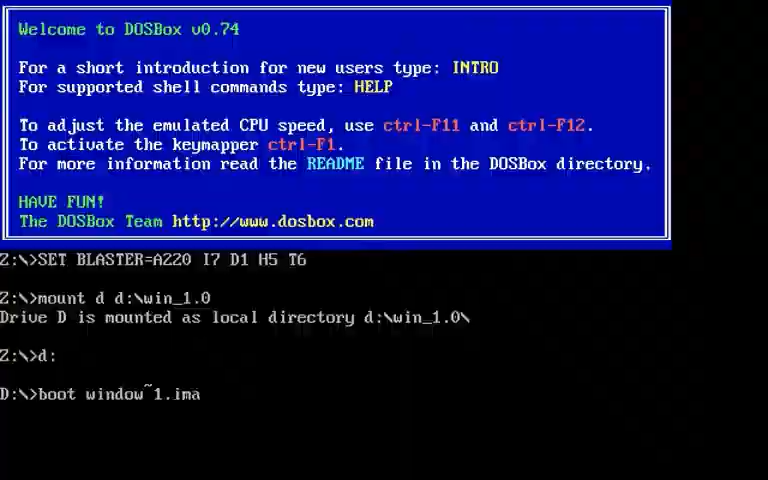 Welcome to DOSBox v0.74
For a short introduction for new users type: INTRO
For supported shell commands type: HELP
To adjust the emulated CPU speed, use ctrl-F11 and ctrl-F12.
To activate the keymapper ctrl-F1.
For more information read the README file in the DOSBox directory.
HAVE FUN!
The DOSBox Team http://www.dosbox.com
Z:\>SET BLASTER=A220 I7 D1 H5 T6
Z:\>mount d d:\win_1.0
Drive D is mounted as local directory d:\win_1.0\
Z:\>d:
D:\>boot window~1.ima